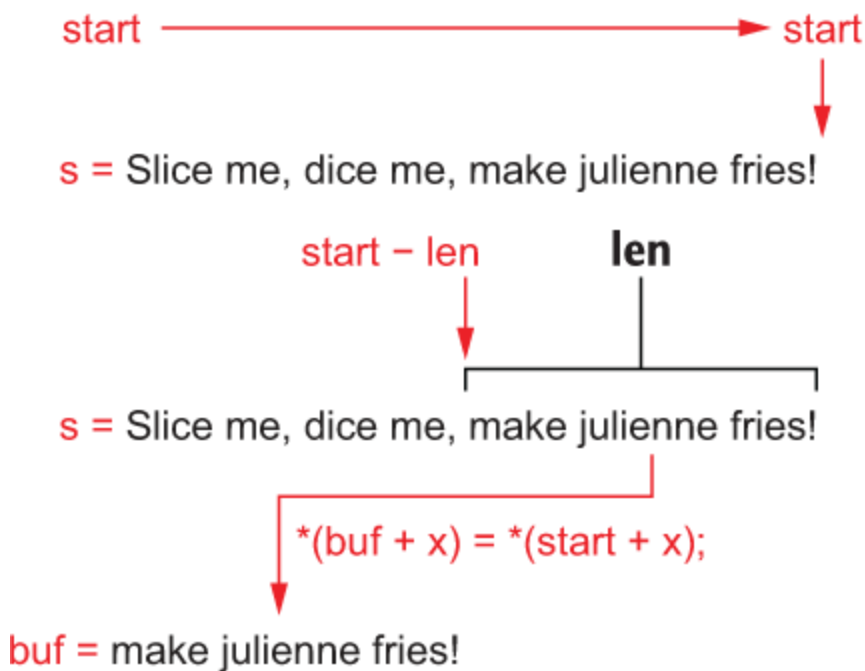 start start
s = Slice me, dice me, make julienne fries!
start – len len
s = Slice me, dice me, make julienne fries!
*(buf + x) = *(start + x);
buf = make julienne fries!